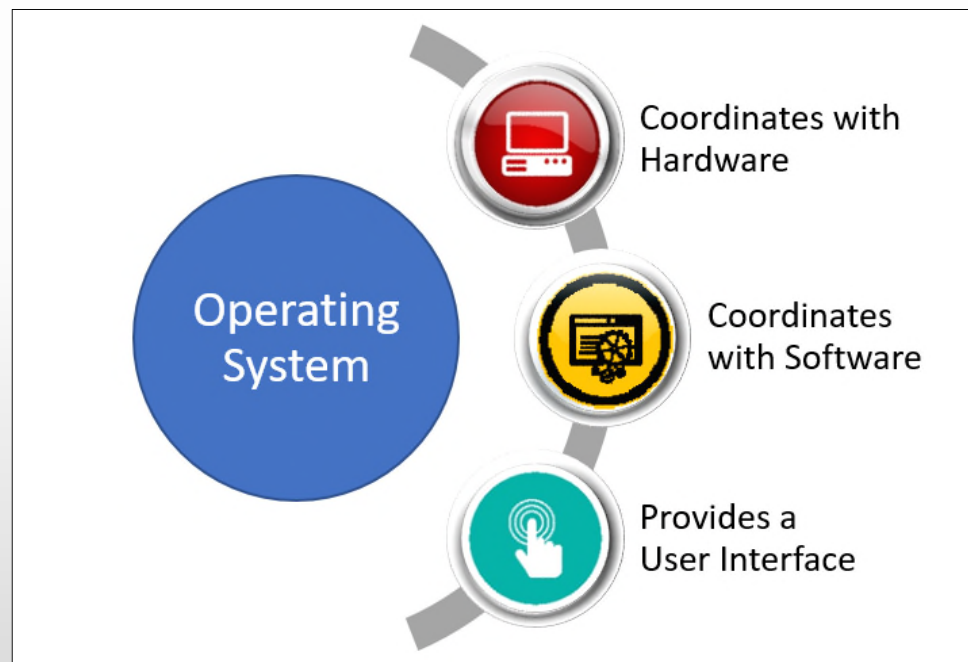 Operating
System
Coordinates with
Hardware
Coordinates
with Software
Provides a
User Interface